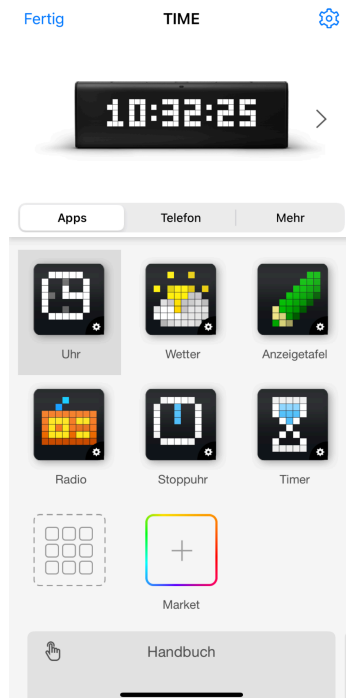 Fertig
TIME
10:32:25
Apps
Telefon
Mehr
Uhr
Wetter
Anzeigetafel
Radio
Stoppuhr
Timer
Market
Handbuch